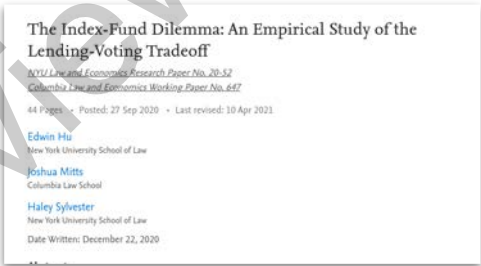 The Index-Fund Dilemma: An Empirical Study of the
Lending-Voting Tradeoff
NYU Law and Economics Research Paper No. 20-52
Columbia Law and Economics Working Paper No. 647
44 Pages • Posted: 27 Sep 2020 • Last revised: 10 Apr 2021
Edwin Hu
New York University School of Law
Joshua Mitts
Columbia Law School
Haley Sylvester
New York University School of Law
Date Written: December 22, 2020